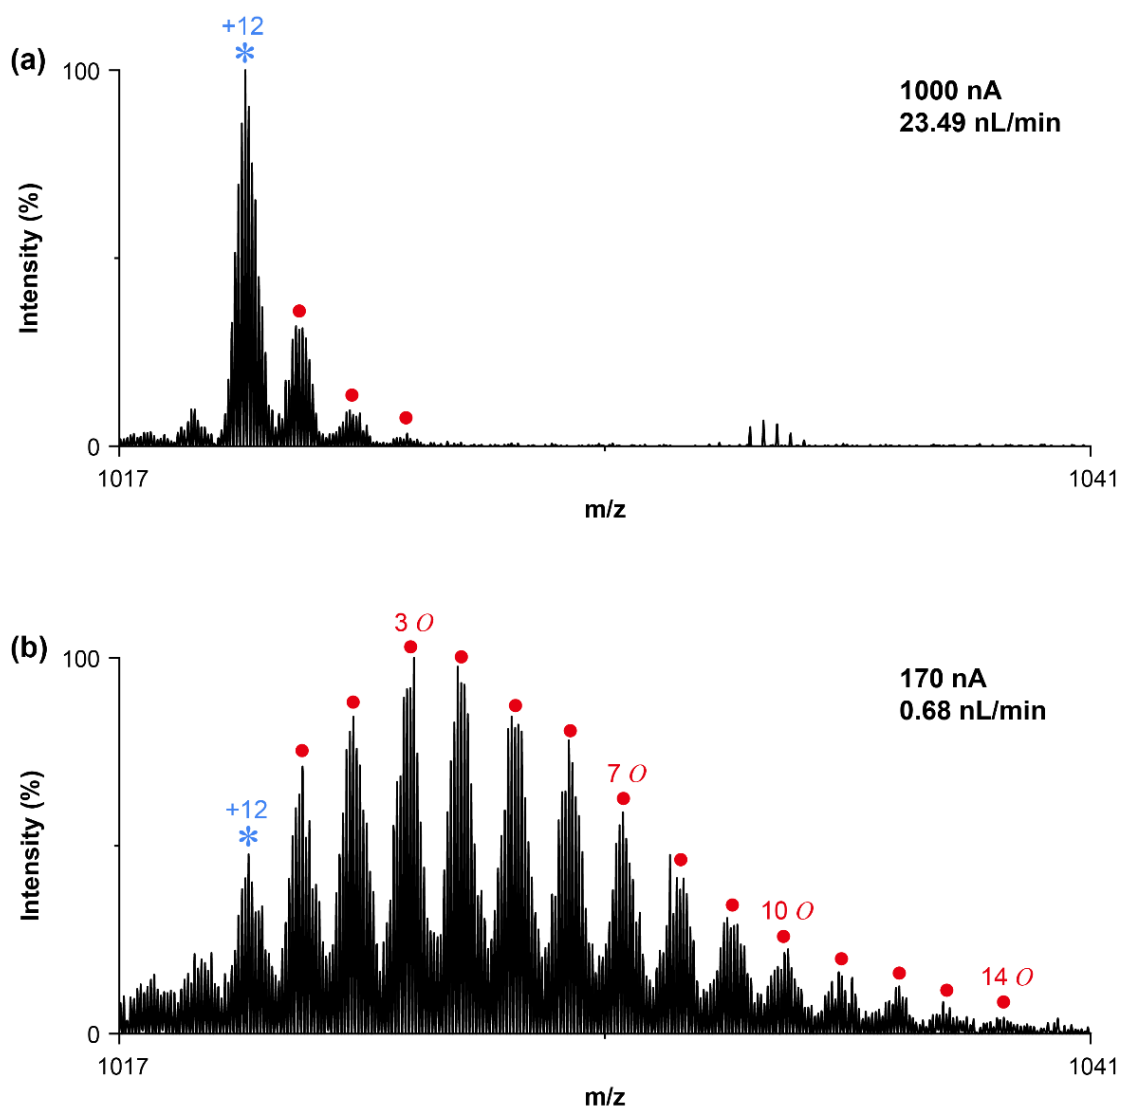 +12
*
(a)
100
1000 nA
23.49 nL/min
Intensity (%)
0
1017
1041
m/z
3 O
(b)
100
170 nA
0.68 nL/min
7 O
+12
*
Intensity (%)
10 O
14 O
0
1017
1041
m/z